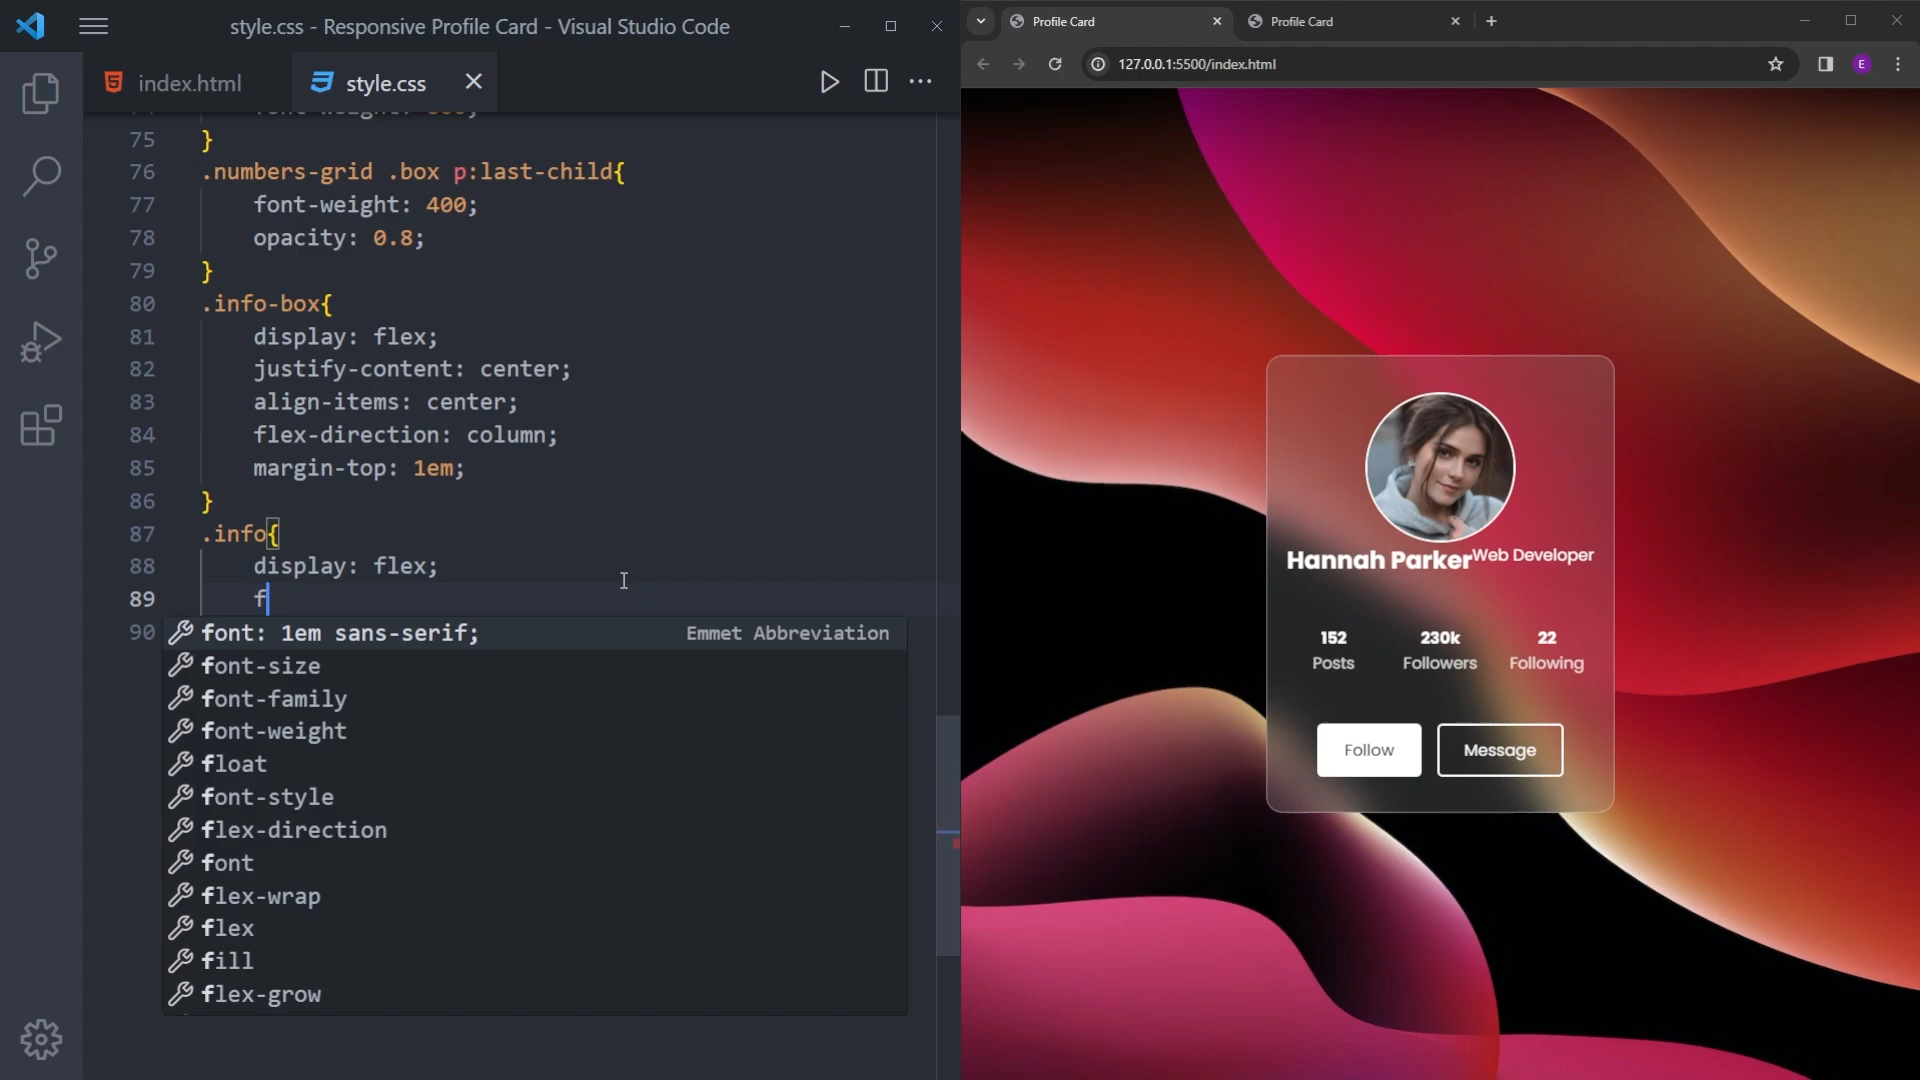 style.css - Responsive Profile Card - Visual Studio Code
index.html
style.css
75 }
76 .numbers-grid .box p:last-child{
77 font-weight: 400;
78 opacity: 0.8;
79 }
80 .info-box{
81 display: flex;
82 justify-content: center;
83 align-items: center;
84 flex-direction: column;
85 margin-top: 1em;
86 }
87 .info{
88 display: flex;
89 f
90
font: 1em sans-serif; Emmet Abbreviation
font-size
font-family
font-weight
float
font-style
flex-direction
font
flex-wrap
flex
fill
flex-grow
Profile Card
Profile Card
127.0.0.1:5500/index.html
E
Hannah Parker Web Developer
152 230k 22
Posts Followers Following
Follow Message